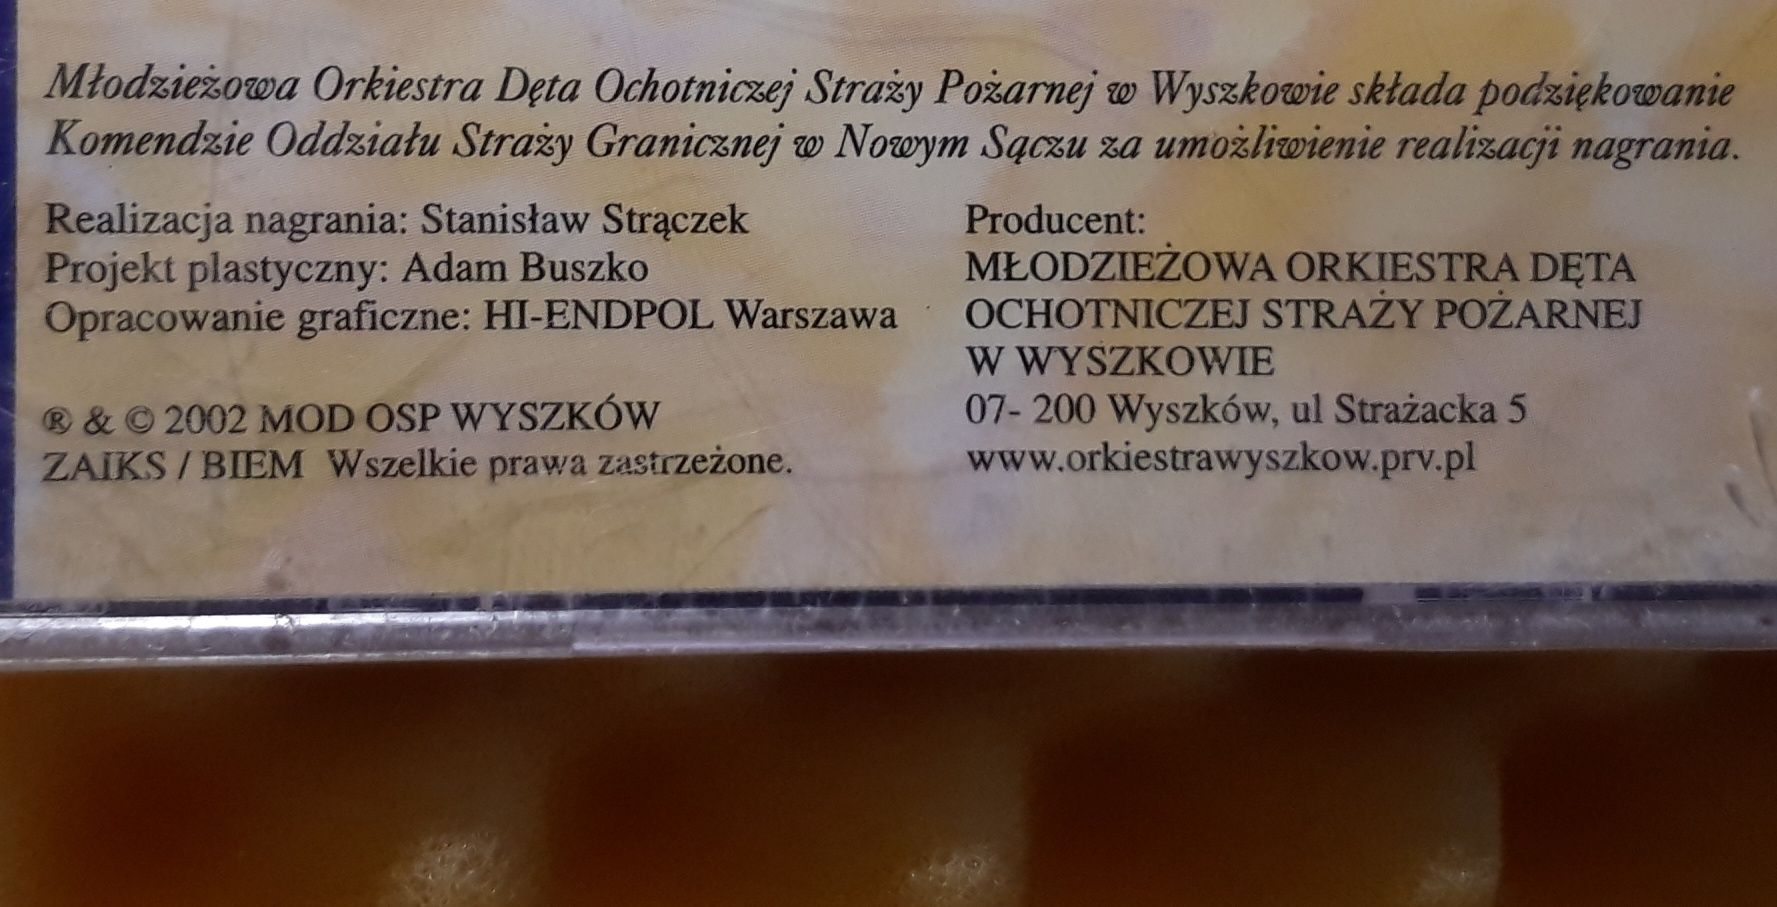 Młodzieżowa Orkiestra Dęta Ochotniczej Straży Pożarnej w Wyszkowie składa podziękowanie
Komendzie Oddziału Straży Granicznej w Nowym Sączu za umożliwienie realizacji nagrania.
Realizacja nagrania: Stanisław Strączek
Projekt plastyczny: Adam Buszko
Opracowanie graficzne: HI-ENDPOL Warszawa
® & © 2002 MOD OSP WYSZKÓW
ZAIKS / BIEM Wszelkie prawa zastrzeżone.
Producent:
MŁODZIEŻOWA ORKIESTRA DĘTA
OCHOTNICZEJ STRAŻY POŻARNEJ
W WYSZKOWIE
07- 200 Wyszków, ul Strażacka 5
www.orkiestrawyszkow.prv.pl